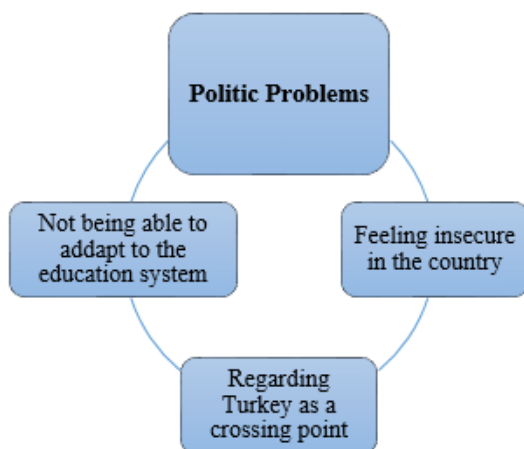 Politic Problems
Not being able to
addapt to the
education system
Feeling insecure
in the country
Regarding
Turkey as a
crossing point